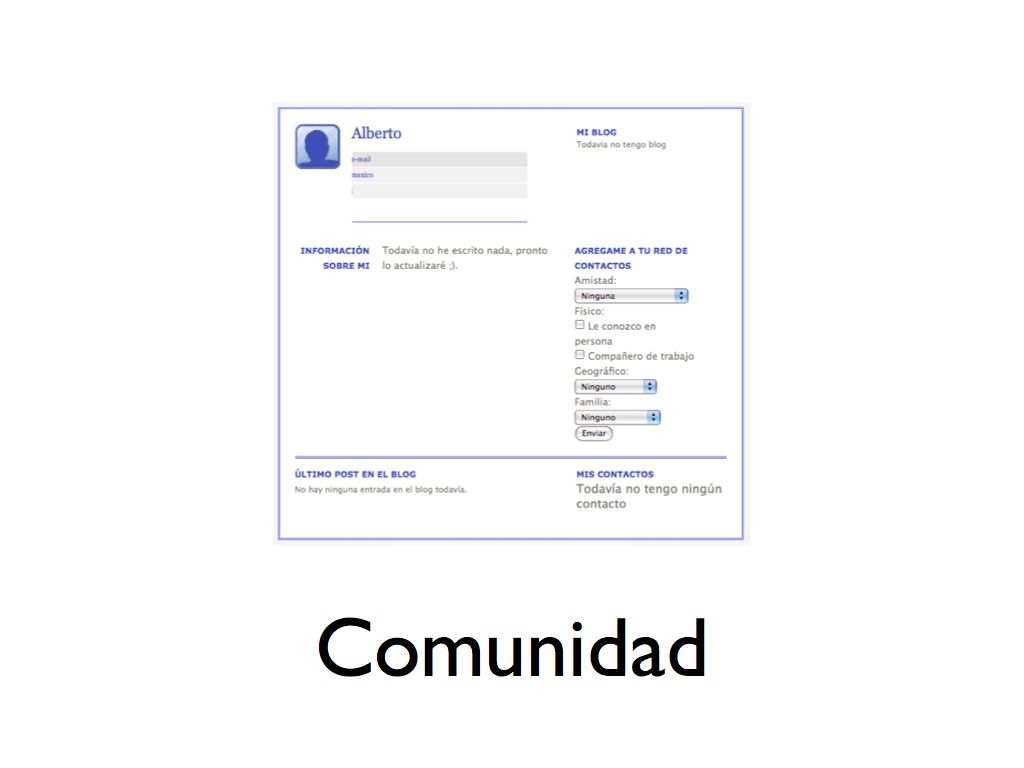 Alberto
e-mail
mexico
:
MI BLOG
Todavia no tengo blog
INFORMACIÓN
SOBRE MI
Todavía no he escrito nada, pronto
lo actualizaré ;).
AGREGAME A TU RED DE
CONTACTOS
Amistad:
Ninguna
Físico:
Le conozco en
persona
Compañero de trabajo
Geográfico:
Ninguno
Familia:
Ninguno
Enviar
ÚLTIMO POST EN EL BLOG
No hay ninguna entrada en el blog todavía.
MIS CONTACTOS
Todavía no tengo ningún
contacto
Comunidad